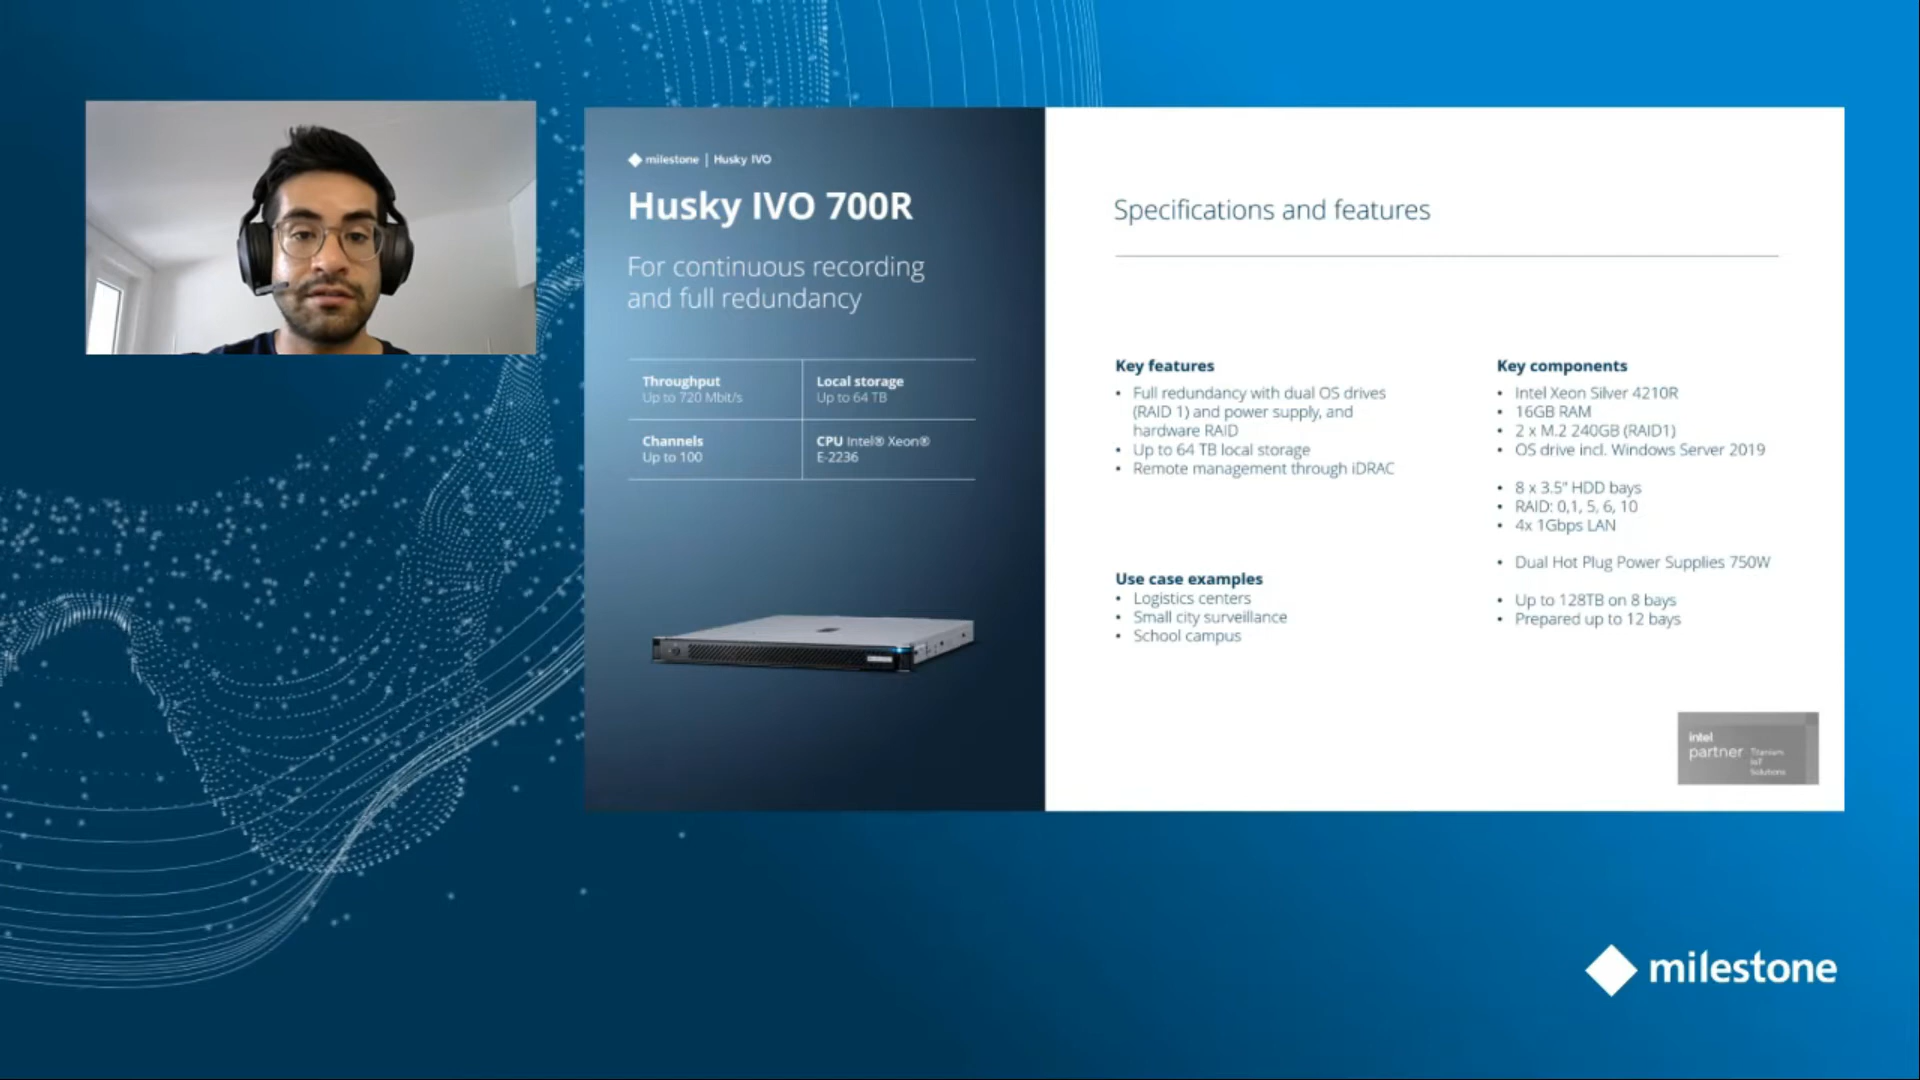 milestone | Husky IVO
Husky IVO 700R
For continuous recording
and full redundancy
Throughput
Up to 720 Mbit/s
Local storage
Up to 64 TB
Channels
Up to 100
CPU Intel® Xeon®
E-2236
Specifications and features
Key features
• Full redundancy with dual OS drives
(RAID 1) and power supply, and
hardware RAID
• Up to 64 TB local storage
• Remote management through iDRAC
Use case examples
• Logistics centers
• Small city surveillance
• School campus
Key components
• Intel Xeon Silver 4210R
• 16GB RAM
• 2 x M.2 240GB (RAID1)
• OS drive incl. Windows Server 2019
• 8 x 3.5" HDD bays
• RAID: 0,1, 5, 6, 10
• 4x 1Gbps LAN
• Dual Hot Plug Power Supplies 750W
• Up to 128TB on 8 bays
• Prepared up to 12 bays
intel
partner
Titanium
IoT
Solutions
milestone